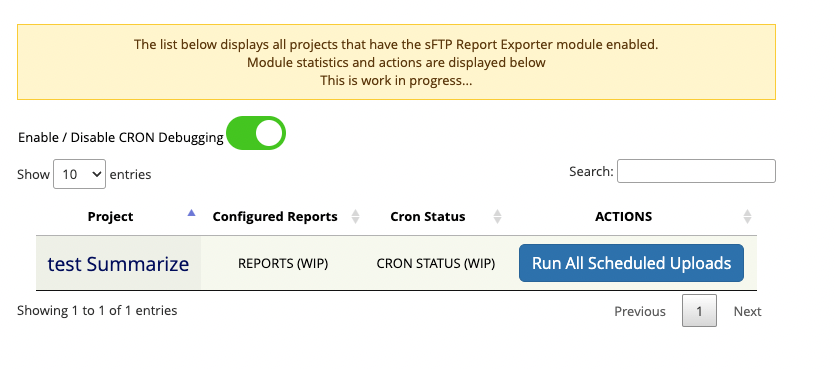 The list below displays all projects that have the sFTP Report Exporter module enabled.
Module statistics and actions are displayed below
This is work in progress...
Enable / Disable CRON Debugging
Show 10 entries
Search:
Project Configured Reports Cron Status ACTIONS
test Summarize REPORTS (WIP) CRON STATUS (WIP) Run All Scheduled Uploads
Showing 1 to 1 of 1 entries
Previous 1 Next